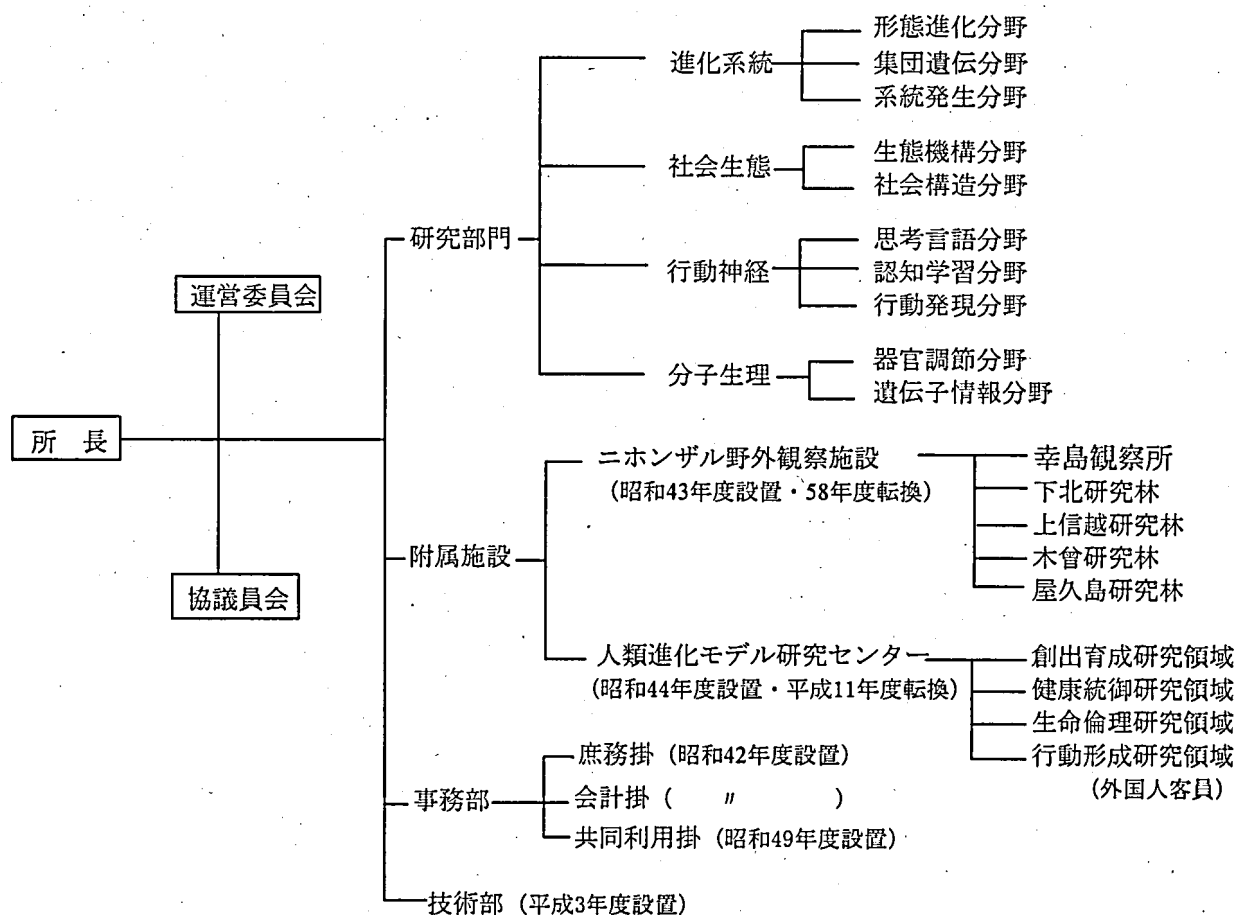 所 長
運営委員会
協議員会
研究部門
進化系統
形態進化分野
集団遺伝分野
系統発生分野
社会生態
生態機構分野
社会構造分野
行動神経
思考言語分野
認知学習分野
行動発現分野
分子生理
器官調節分野
遺伝子情報分野
附属施設
ニホンザル野外観察施設
(昭和43年度設置・58年度転換)
幸島観察所
下北研究林
上信越研究林
木曾研究林
屋久島研究林
人類進化モデル研究センター
(昭和44年度設置・平成11年度転換)
創出育成研究領域
健康統御研究領域
生命倫理研究領域
行動形成研究領域
(外国人客員)
事務部
庶務掛 (昭和42年度設置)
会計掛 ( 〃 )
共同利用掛 (昭和49年度設置)
技術部 (平成3年度設置)